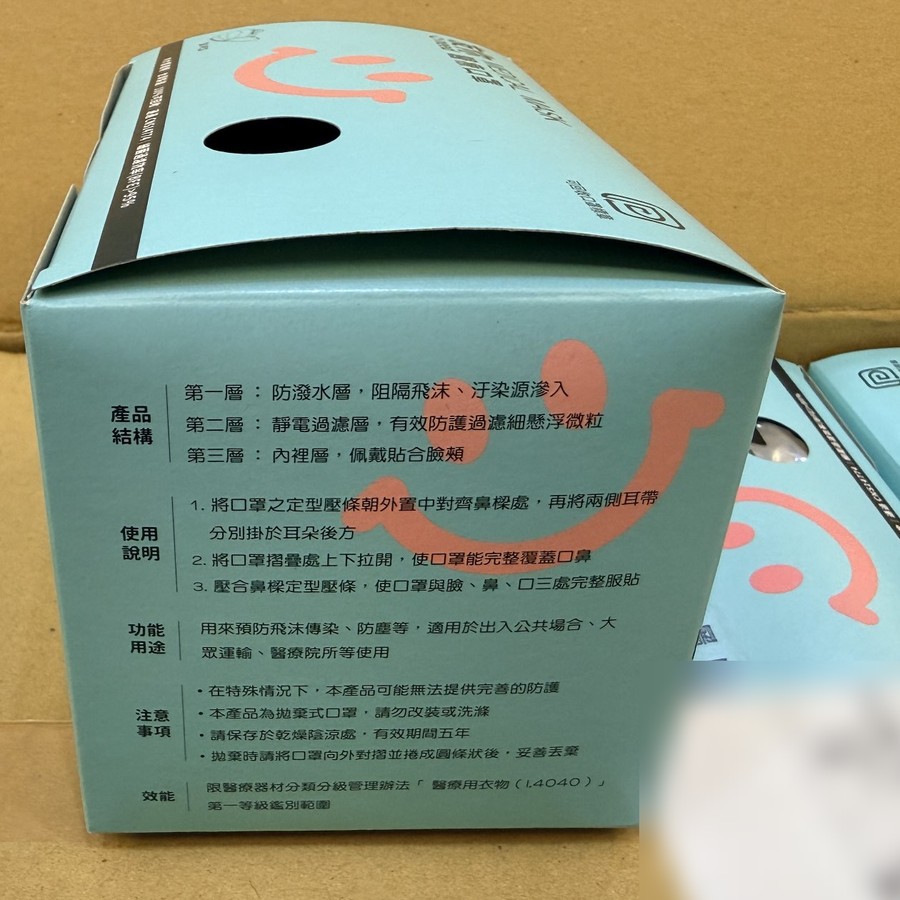 產品
結構
第一層：防潑水層，阻隔飛沫、汙染源滲入
第二層：靜電過濾層，有效防護過濾細懸浮微粒
第三層：內裡層，佩戴貼合臉頰
使用
說明
1. 將口罩之定型壓條朝外置中對齊鼻樑處，再將兩側耳帶
分別掛於耳朵後方
2. 將口罩摺疊處上下拉開，使口罩能完整覆蓋口鼻
3. 壓合鼻樑定型壓條，使口罩與臉、鼻、口三處完整服貼
功能
用途
用來預防飛沫傳染、防塵等，適用於出入公共場合、大
眾運輸、醫療院所等使用
注意
事項
•在特殊情況下，本產品可能無法提供完善的防護
•本產品為拋棄式口罩，請勿改裝或洗滌
•請保存於乾燥陰涼處，有效期間五年
•拋棄時請將口罩向外對摺並捲成圓條狀後，妥善丟棄
效能
限醫療器材分類分級管理辦法「醫療用衣物（I.4040）」
第一等級鑑別範圍